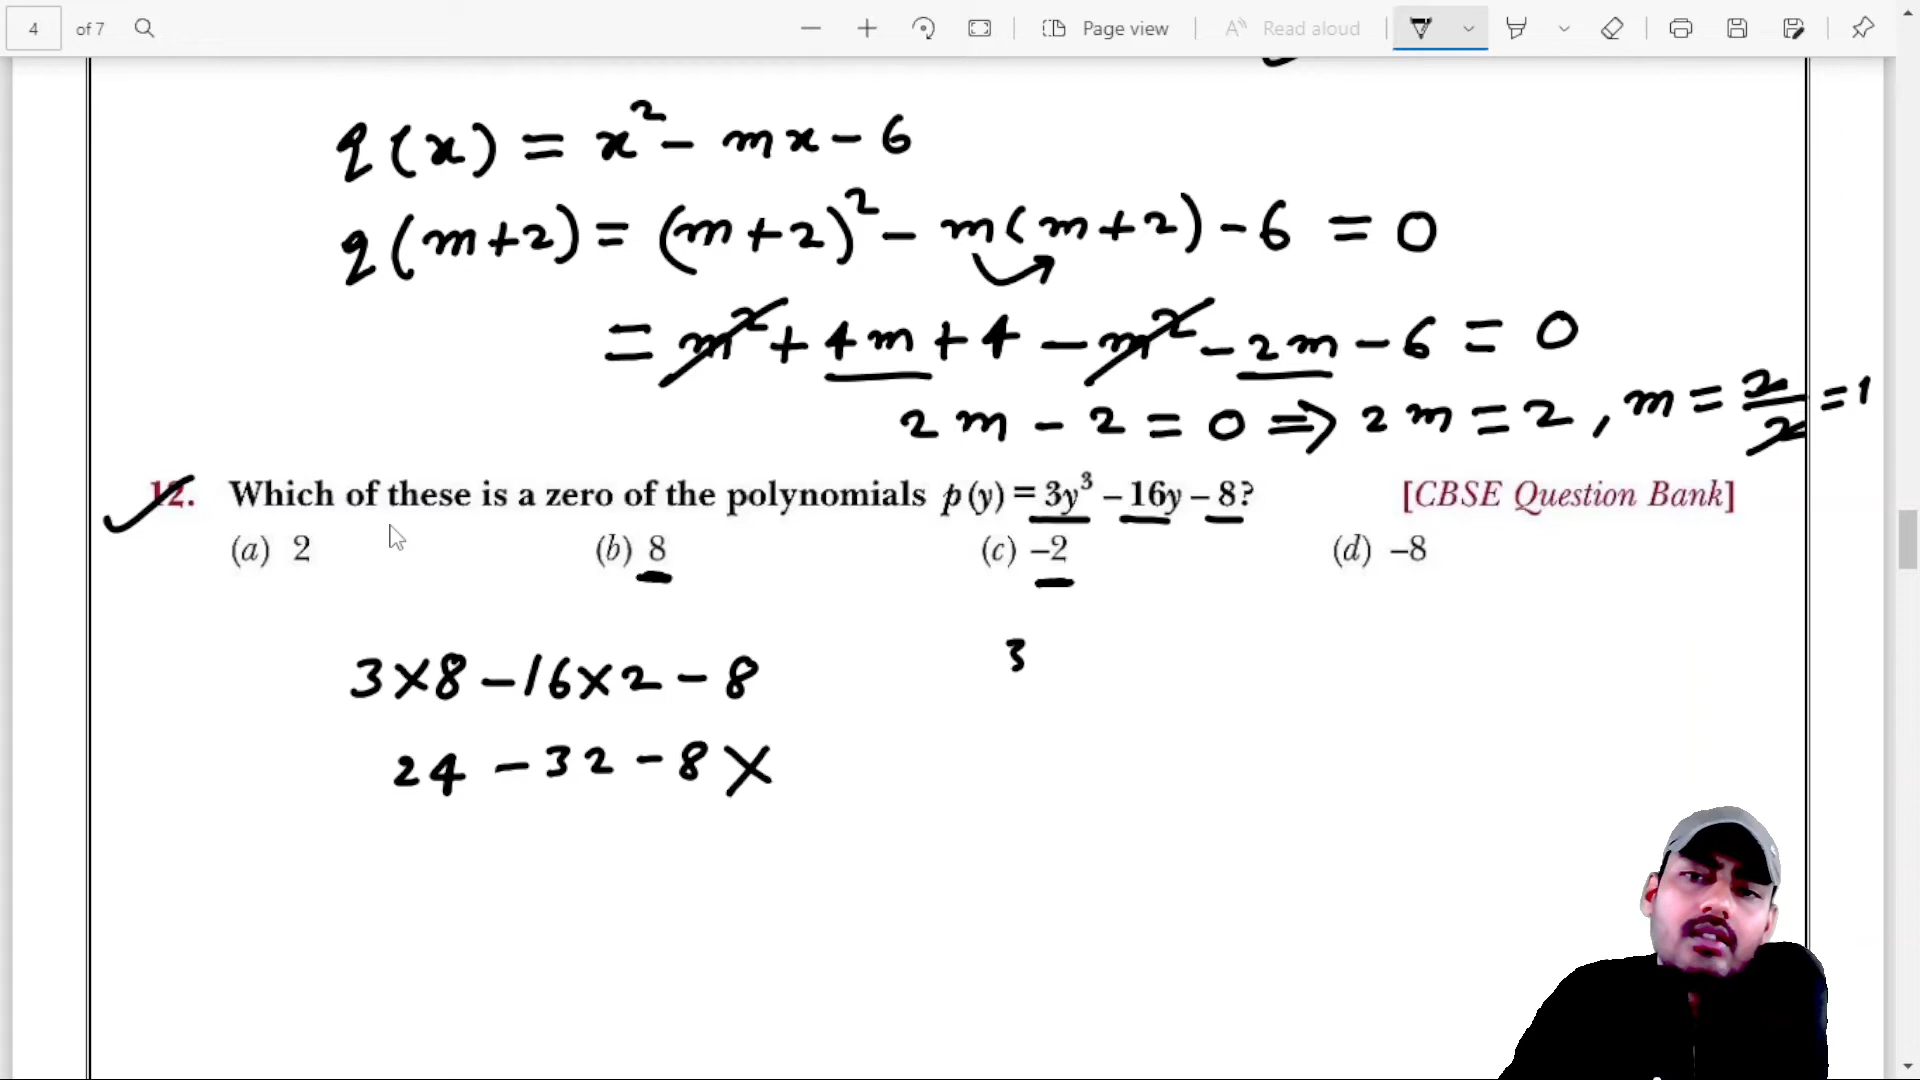 4 of 7 Page view Read aloud
q(x) = x² - mx - 6
q(m+2) = (m+2)² - m(m+2) - 6 = 0
= m² + 4m + 4 - m² - 2m - 6 = 0
2m - 2 = 0 ⇒ 2m = 2, m = 2/2 = 1
12. Which of these is a zero of the polynomials p(y) = 3y³ – 16y – 8? [CBSE Question Bank]
(a) 2 (b) 8 (c) –2 (d) –8
3×8 - 16×2 - 8 3
24 - 32 - 8 X